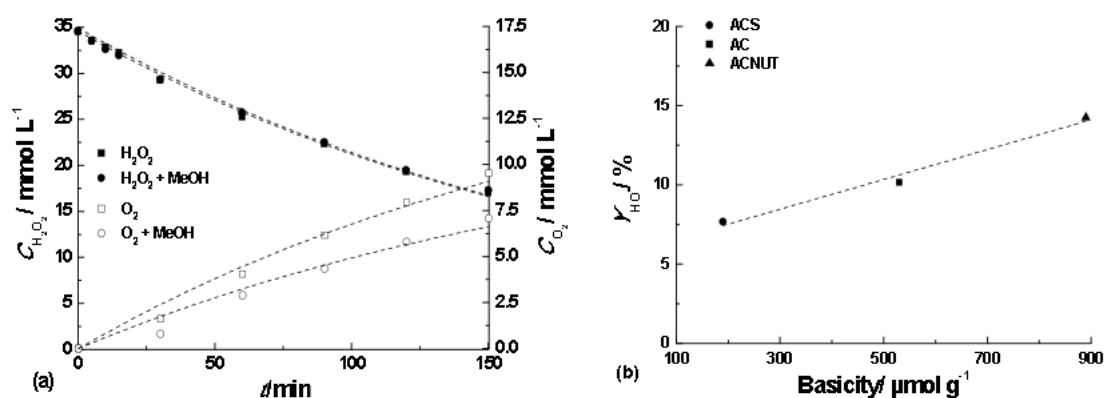 35
30
25
20
15
10
5
0
C H₂O₂ / mmol L⁻¹
H₂O₂
H₂O₂ + MeOH
O₂
O₂ + MeOH
17.5
15.0
12.5
10.0
7.5
5.0
2.5
0.0
C O₂ / mmol L⁻¹
0 50 100 150
(a)
t/min
20
15
10
5
0
γ HO / %
ACS
AC
ACNUT
100 300 500 700 900
(b)
Basicity/ μmol g⁻¹